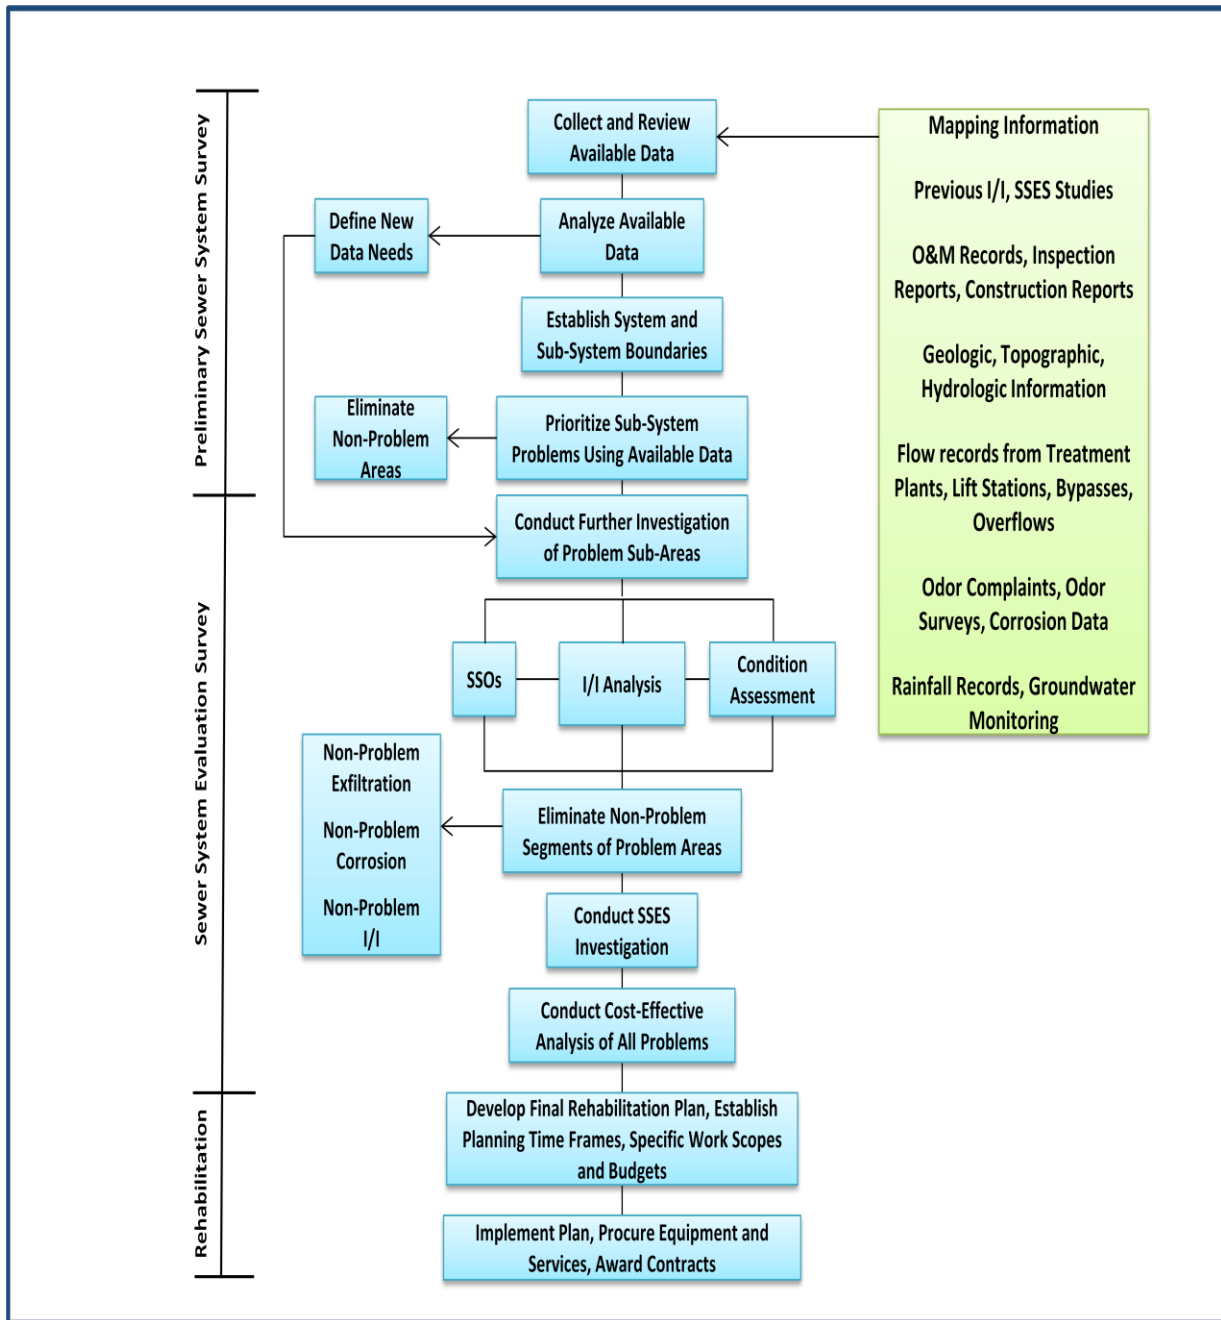 Preliminary Sewer System Survey
Collect and Review
Available Data
Define New
Data Needs
Analyze Available
Data
Establish System and
Sub-System Boundaries
Eliminate
Non-Problem
Areas
Prioritize Sub-System
Problems Using Available Data
Mapping Information
Previous I/I, SSES Studies
O&M Records, Inspection
Reports, Construction Reports
Geologic, Topographic,
Hydrologic Information
Flow records from Treatment
Plants, Lift Stations, Bypasses,
Overflows
Odor Complaints, Odor
Surveys, Corrosion Data
Rainfall Records, Groundwater
Monitoring
Sewer System Evaluation Survey
Conduct Further Investigation
of Problem Sub-Areas
SSOs
I/I Analysis
Condition
Assessment
Non-Problem
Exfiltration
Non-Problem
Corrosion
Non-Problem
I/I
Eliminate Non-Problem
Segments of Problem Areas
Conduct SSES
Investigation
Conduct Cost-Effective
Analysis of All Problems
Rehabilitation
Develop Final Rehabilitation Plan, Establish
Planning Time Frames, Specific Work Scopes
and Budgets
Implement Plan, Procure Equipment and
Services, Award Contracts